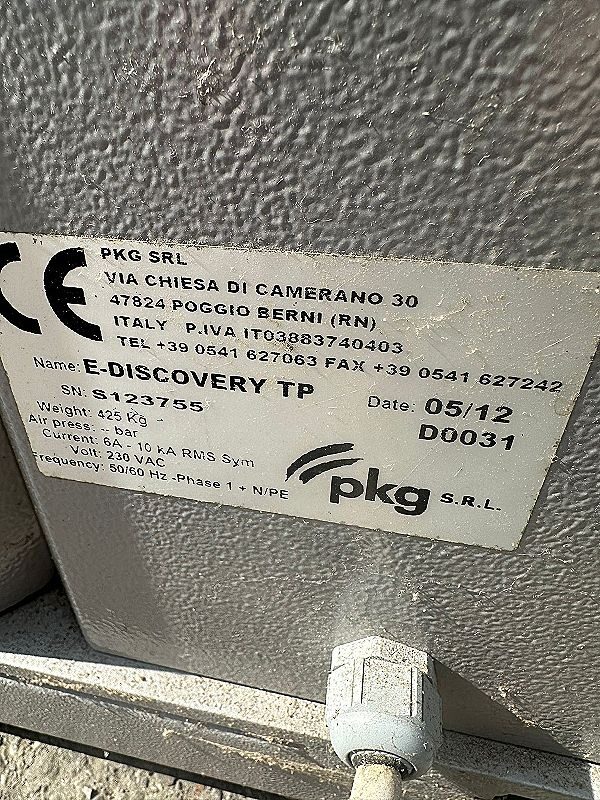 CE
PKG SRL
VIA CHIESA DI CAMERANO 30
47824 POGGIO BERNI (RN)
ITALY P.IVA IT03883740403
TEL +39 0541 627063 FAX +39 0541 627242
Name: E-DISCOVERY TP
Date: 05/12
SN: S123755
D0031
Weight: 425 Kg
Air press: -- bar
Current: 6A - 10 kA RMS Sym
Volt: 230 VAC
Frequency: 50/60 Hz -Phase 1 + N/PE
pkg S.R.L.